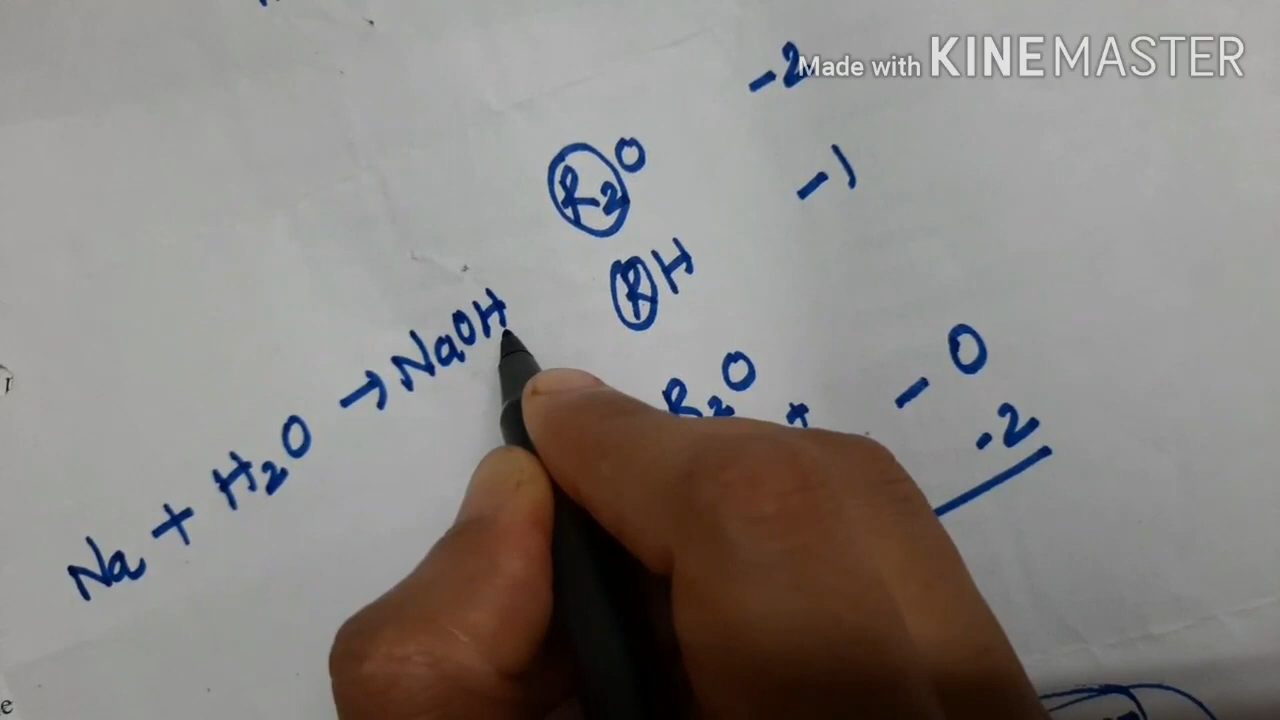 Made with KINEMASTER
-2
R2O
-1
RH
Na + H2O → NaOH
R2O +
- 0
-2